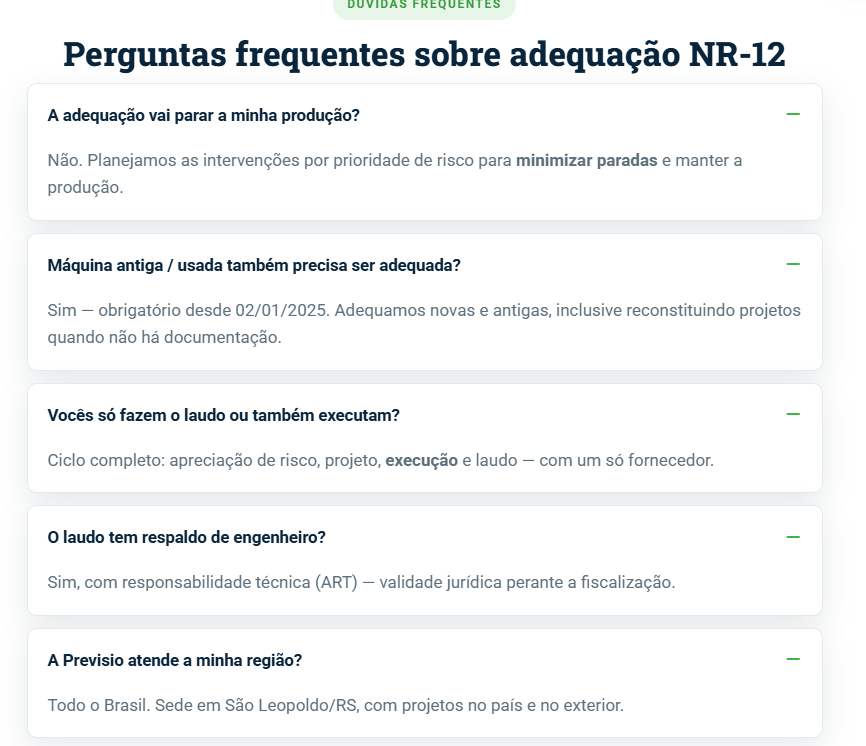 DÚVIDAS FREQUENTES
Perguntas frequentes sobre adequação NR-12
A adequação vai parar a minha produção?
Não. Planejamos as intervenções por prioridade de risco para minimizar paradas e manter a
produção.
Máquina antiga / usada também precisa ser adequada?
Sim — obrigatório desde 02/01/2025. Adequamos novas e antigas, inclusive reconstituindo projetos
quando não há documentação.
Vocês só fazem o laudo ou também executam?
Ciclo completo: apreciação de risco, projeto, execução e laudo — com um só fornecedor.
O laudo tem respaldo de engenheiro?
Sim, com responsabilidade técnica (ART) — validade jurídica perante a fiscalização.
A Previsio atende a minha região?
Todo o Brasil. Sede em São Leopoldo/RS, com projetos no país e no exterior.